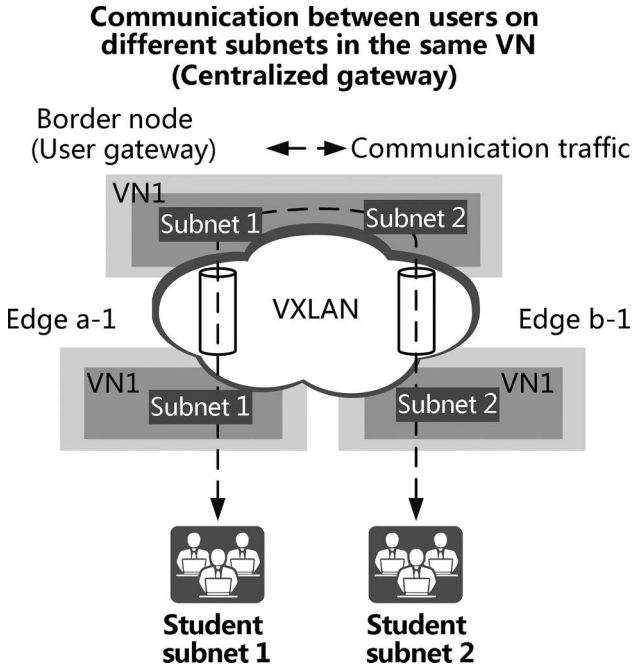 Communication between users on
different subnets in the same VN
(Centralized gateway)
Border node
(User gateway)
Communication traffic
VN1
Subnet 1
Subnet 2
VXLAN
Edge a-1
Edge b-1
VN1
Subnet 1
VN1
Subnet 2
Student
subnet 1
Student
subnet 2